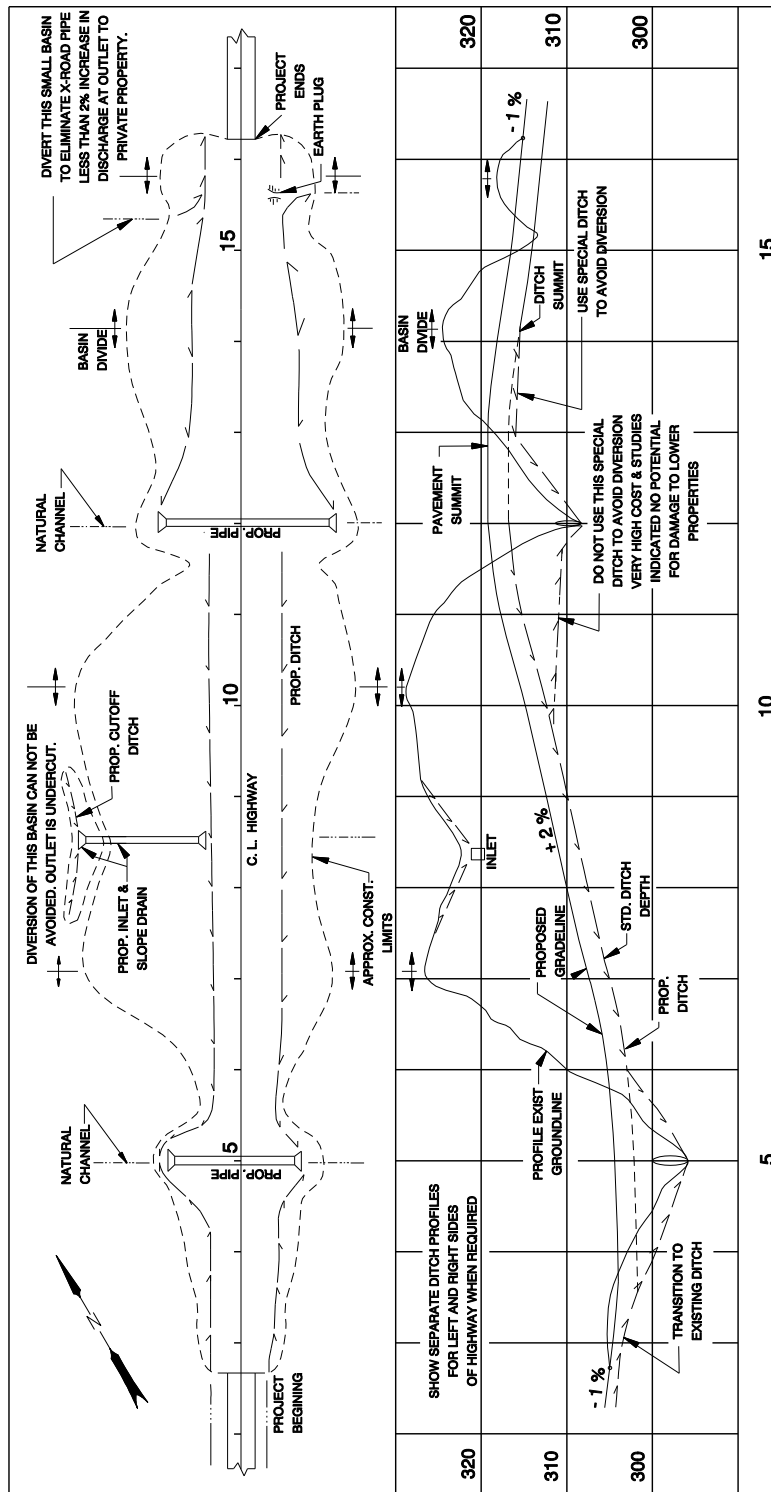 DIVERT THIS SMALL BASIN
TO ELIMINATE X-ROAD PIPE
LESS THAN 2% INCREASE IN
DISCHARGE AT OUTLET TO
PRIVATE PROPERTY.
PROJECT
ENDS
EARTH PLUG
15
BASIN
DIVIDE
NATURAL
CHANNEL
PROP. PIPE
PROP. DITCH
10
C.L. HIGHWAY
DIVERSION OF THIS BASIN CAN NOT BE
AVOIDED. OUTLET IS UNDERCUT.
PROP. CUTOFF
DITCH
PROP. INLET &
SLOPE DRAIN
APPROX. CONST.
LIMITS
NATURAL
CHANNEL
5
PROP. PIPE
PROJECT
BEGINING
320
310
300
- 1 %
BASIN
DIVIDE
DITCH
SUMMIT
USE SPECIAL DITCH
TO AVOID DIVERSION
PAVEMENT
SUMMIT
DO NOT USE THIS SPECIAL
DITCH TO AVOID DIVERSION
VERY HIGH COST & STUDIES
INDICATED NO POTENTIAL
FOR DAMAGE TO LOWER
PROPERTIES
INLET
+ 2 %
PROPOSED
GRADELINE
STD. DITCH
DEPTH
PROP.
DITCH
PROFILE EXIST
GROUNDLINE
SHOW SEPARATE DITCH PROFILES
FOR LEFT AND RIGHT SIDES
OF HIGHWAY WHEN REQUIRED
TRANSITION TO
EXISTING DITCH
- 1 %
320
310
300
15
10
5